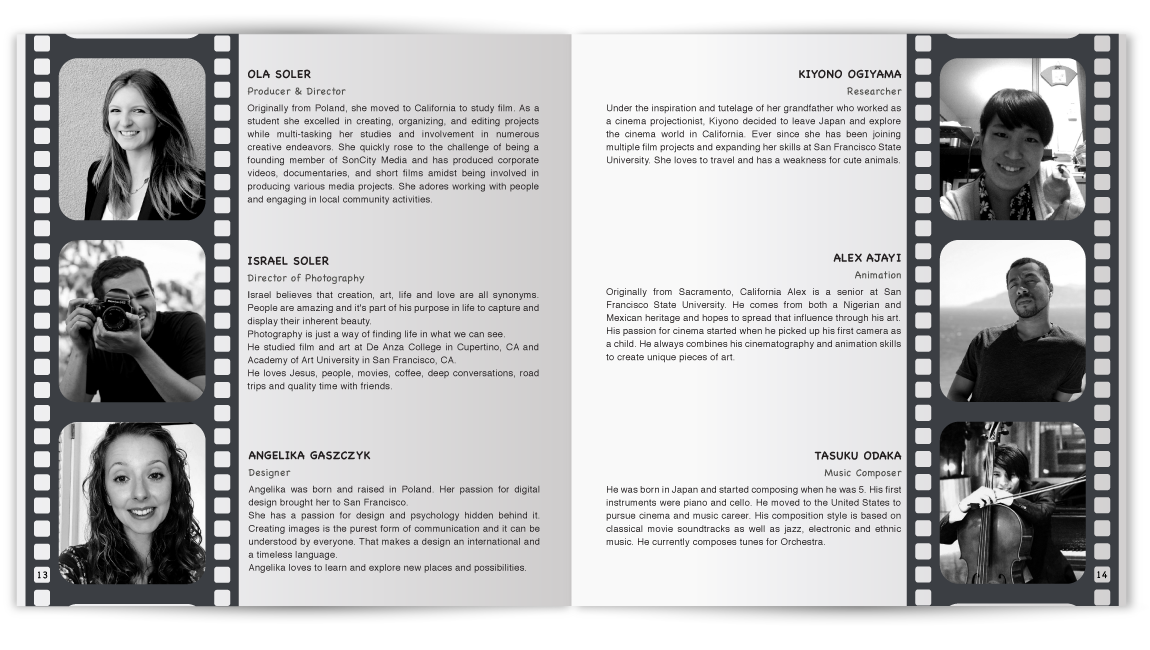 OLA SOLER
Producer & Director
Originally from Poland, she moved to California to study film. As a
student she excelled in creating, organizing, and editing projects
while multi-tasking her studies and involvement in numerous
creative endeavors. She quickly rose to the challenge of being a
founding member of SonCity Media and has produced corporate
videos, documentaries, and short films amidst being involved in
producing various media projects. She adores working with people
and engaging in local community activities.
ISRAEL SOLER
Director of Photography
Israel believes that creation, art, life and love are all synonyms.
People are amazing and it's part of his purpose in life to capture and
display their inherent beauty.
Photography is just a way of finding life in what we can see.
He studied film and art at De Anza College in Cupertino, CA and
Academy of Art University in San Francisco, CA.
He loves Jesus, people, movies, coffee, deep conversations, road
trips and quality time with friends.
ANGELIKA GASZCZYK
Designer
Angelika was born and raised in Poland. Her passion for digital
design brought her to San Francisco.
She has a passion for design and psychology hidden behind it.
Creating images is the purest form of communication and it can be
understood by everyone. That makes a design an international and
a timeless language.
Angelika loves to learn and explore new places and possibilities.
13
KIYONO OGIYAMA
Researcher
Under the inspiration and tutelage of her grandfather who worked as
a cinema projectionist, Kiyono decided to leave Japan and explore
the cinema world in California. Ever since she has been joining
multiple film projects and expanding her skills at San Francisco State
University. She loves to travel and has a weakness for cute animals.
ALEX AJAYI
Animation
Originally from Sacramento, California Alex is a senior at San
Francisco State University. He comes from both a Nigerian and
Mexican heritage and hopes to spread that influence through his art.
His passion for cinema started when he picked up his first camera as
a child. He always combines his cinematography and animation skills
to create unique pieces of art.
TASUKU ODAKA
Music Composer
He was born in Japan and started composing when he was 5. His first
instruments were piano and cello. He moved to the United States to
pursue cinema and music career. His composition style is based on
classical movie soundtracks as well as jazz, electronic and ethnic
music. He currently composes tunes for Orchestra.
14